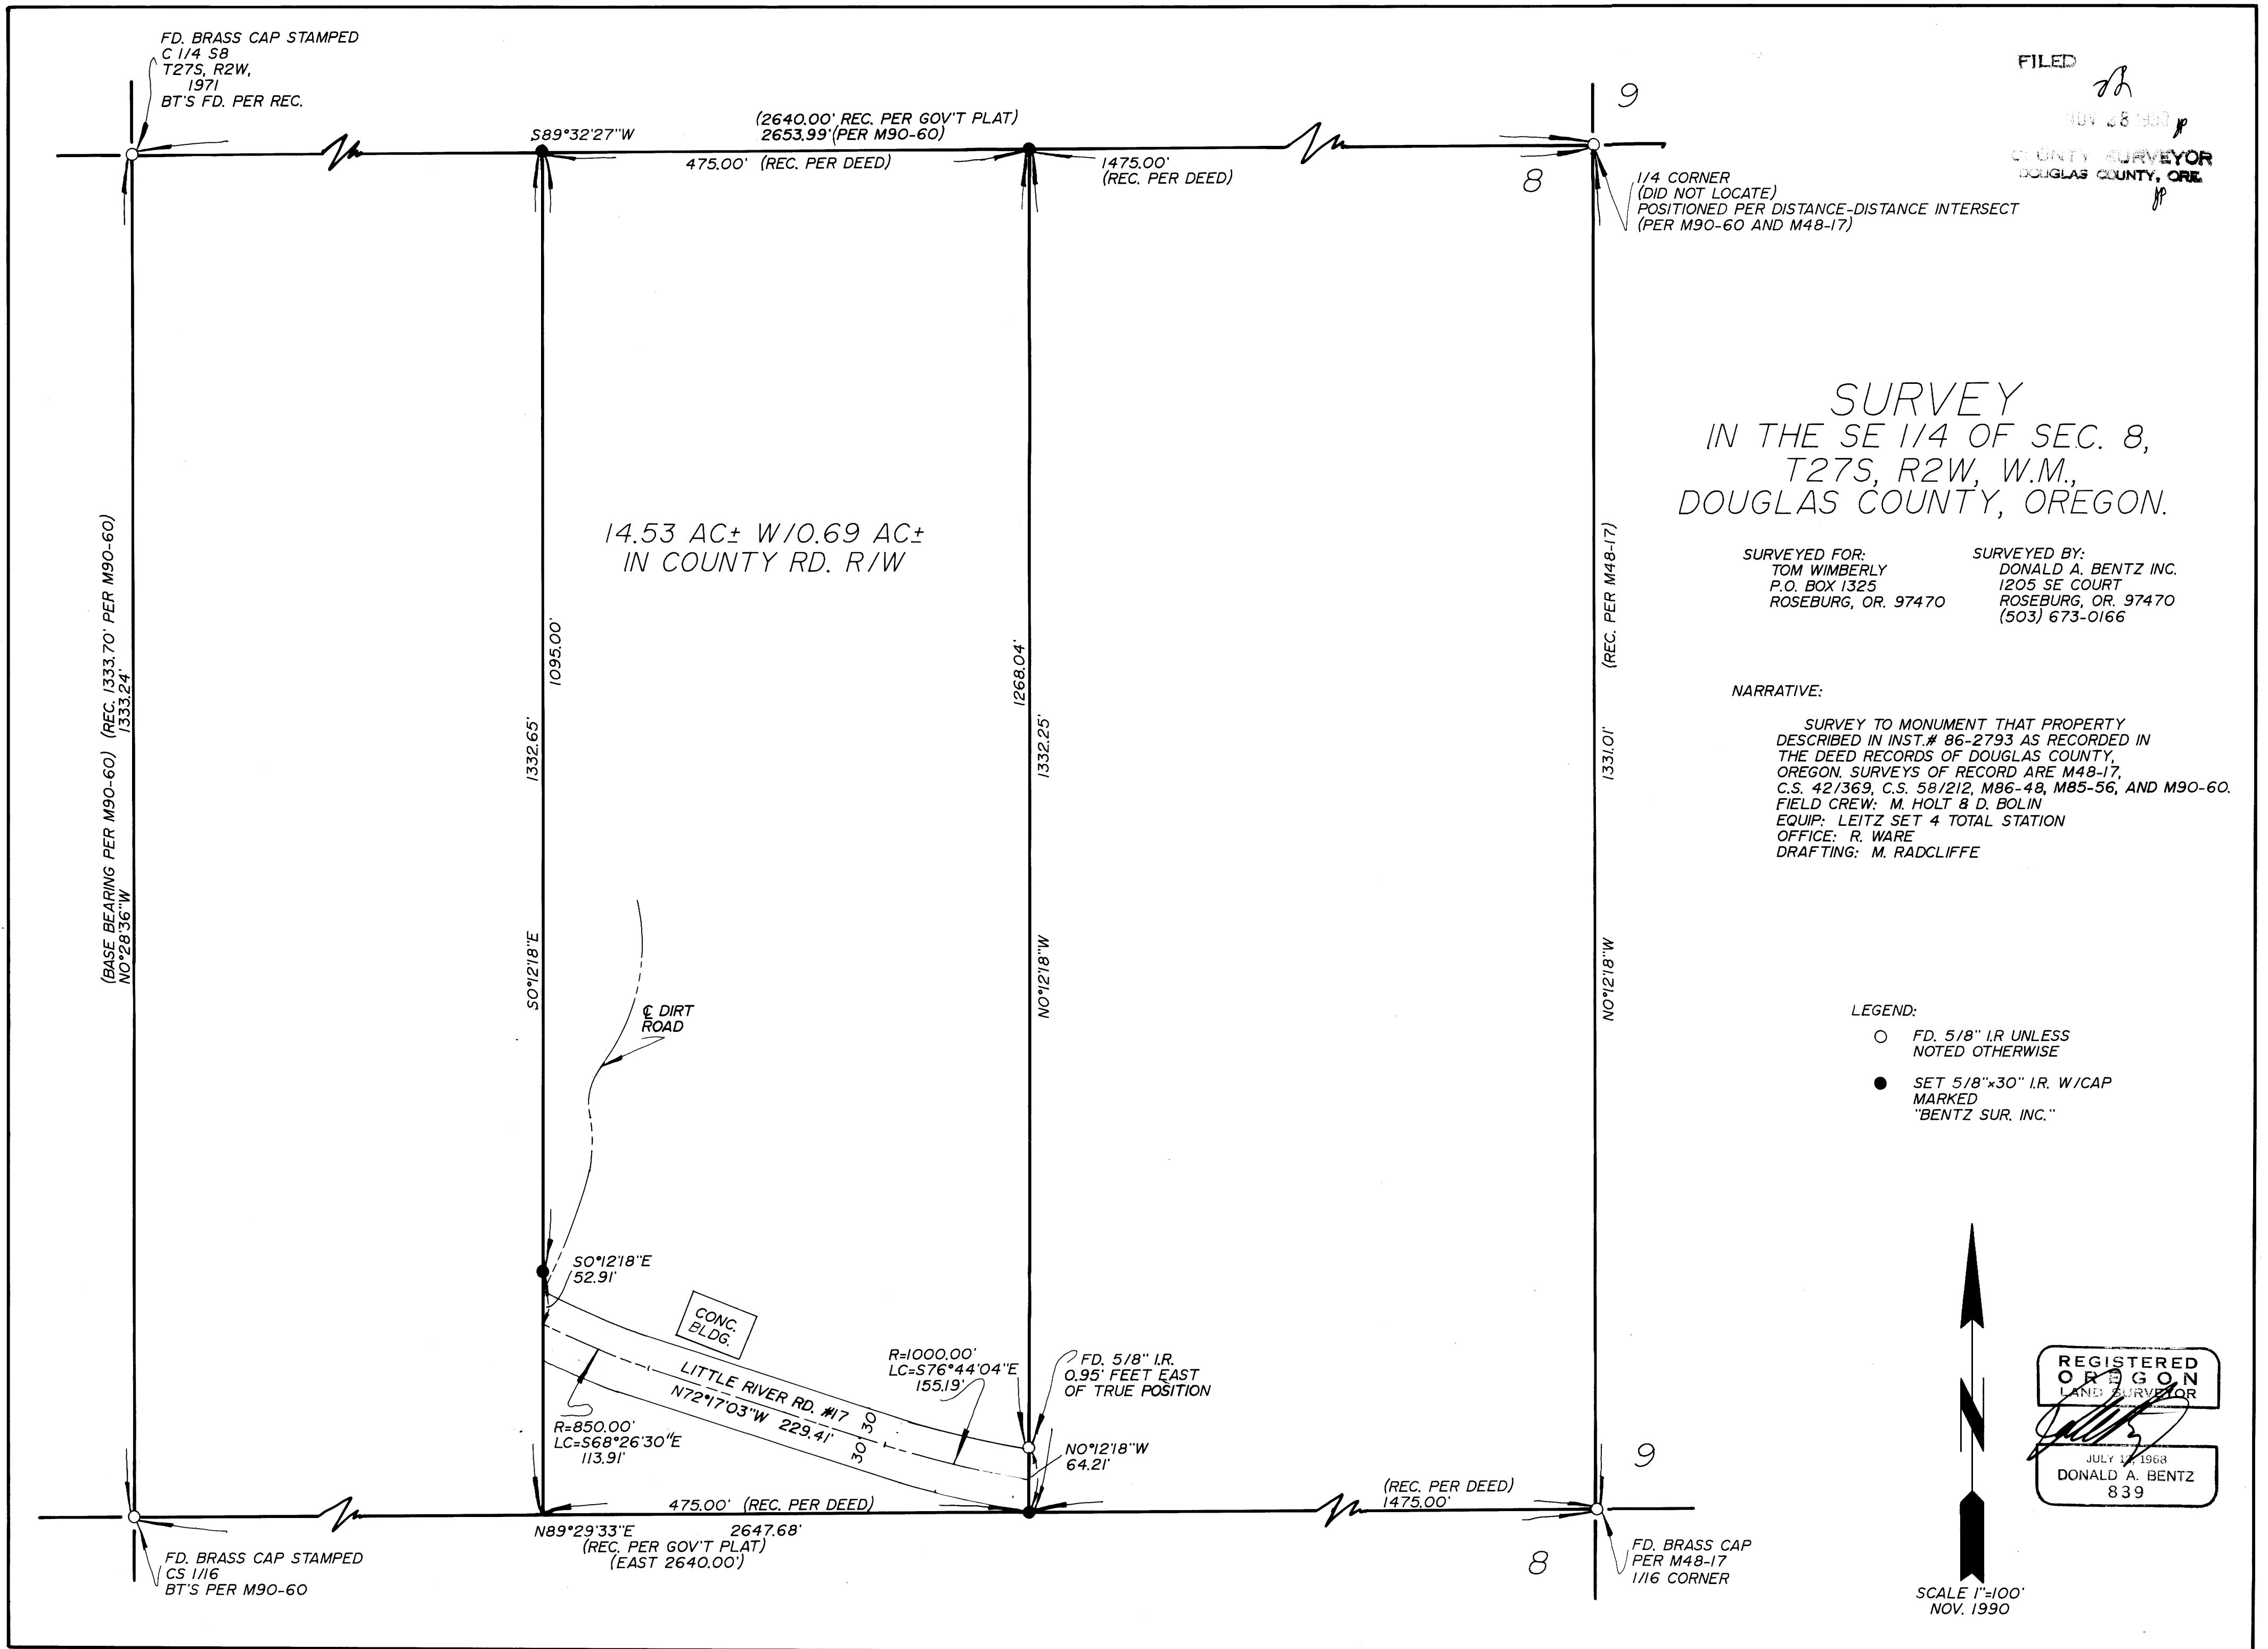 FD. BRASS CAP STAMPED
C 1/4 S8
T27S, R2W,
1971
BT'S FD. PER REC.
S89°32'27"W
(2640.00' REC. PER GOV'T PLAT)
2653.99' (PER M90-60)
475.00' (REC. PER DEED)
1475.00'
(REC. PER DEED)
9
8
1/4 CORNER
(DID NOT LOCATE)
POSITIONED PER DISTANCE-DISTANCE INTERSECT
(PER M90-60 AND M48-17)
FILED
COUNTY SURVEYOR
DOUGLAS COUNTY, ORE.
SURVEY
IN THE SE 1/4 OF SEC. 8,
T27S, R2W, W.M.,
DOUGLAS COUNTY, OREGON.
SURVEYED FOR:
TOM WIMBERLY
P.O. BOX 1325
ROSEBURG, OR. 97470
SURVEYED BY:
DONALD A. BENTZ INC.
1205 SE COURT
ROSEBURG, OR. 97470
(503) 673-0166
NARRATIVE:
SURVEY TO MONUMENT THAT PROPERTY
DESCRIBED IN INST.# 86-2793 AS RECORDED IN
THE DEED RECORDS OF DOUGLAS COUNTY,
OREGON. SURVEYS OF RECORD ARE M48-17,
C.S. 42/369, C.S. 58/212, M86-48, M85-56, AND M90-60.
FIELD CREW: M. HOLT & D. BOLIN
EQUIP: LEITZ SET 4 TOTAL STATION
OFFICE: R. WARE
DRAFTING: M. RADCLIFFE
14.53 AC± W/0.69 AC±
IN COUNTY RD. R/W
(BASE BEARING PER M90-60) (REC. 1333.70' PER M90-60)
N0°28'36"W 1333.24'
1095.00'
1332.65'
S0°12'18"E
1268.04'
1332.25'
N0°12'18"W
(REC. PER M48-17)
1331.01'
N0°12'18"W
℄ DIRT
ROAD
LEGEND:
FD. 5/8" I.R UNLESS
NOTED OTHERWISE
SET 5/8"x30" I.R. W/CAP
MARKED
"BENTZ SUR. INC."
S0°12'18"E
52.91'
CONC.
BLDG.
LITTLE RIVER RD. #17
N72°17'03"W 229.41'
30
30'
R=850.00'
LC=S68°26'30"E
113.91'
R=1000.00'
LC=S76°44'04"E
155.19'
FD. 5/8" I.R.
0.95' FEET EAST
OF TRUE POSITION
N0°12'18"W
64.21'
475.00' (REC. PER DEED)
N89°29'33"E 2647.68'
(REC. PER GOV'T PLAT)
(EAST 2640.00')
(REC. PER DEED)
1475.00'
9
8
FD. BRASS CAP STAMPED
CS 1/16
BT'S PER M90-60
FD. BRASS CAP
PER M48-17
1/16 CORNER
N
SCALE 1"=100'
NOV. 1990
REGISTERED
OREGON
LAND SURVEYOR
JULY 1968
DONALD A. BENTZ
839